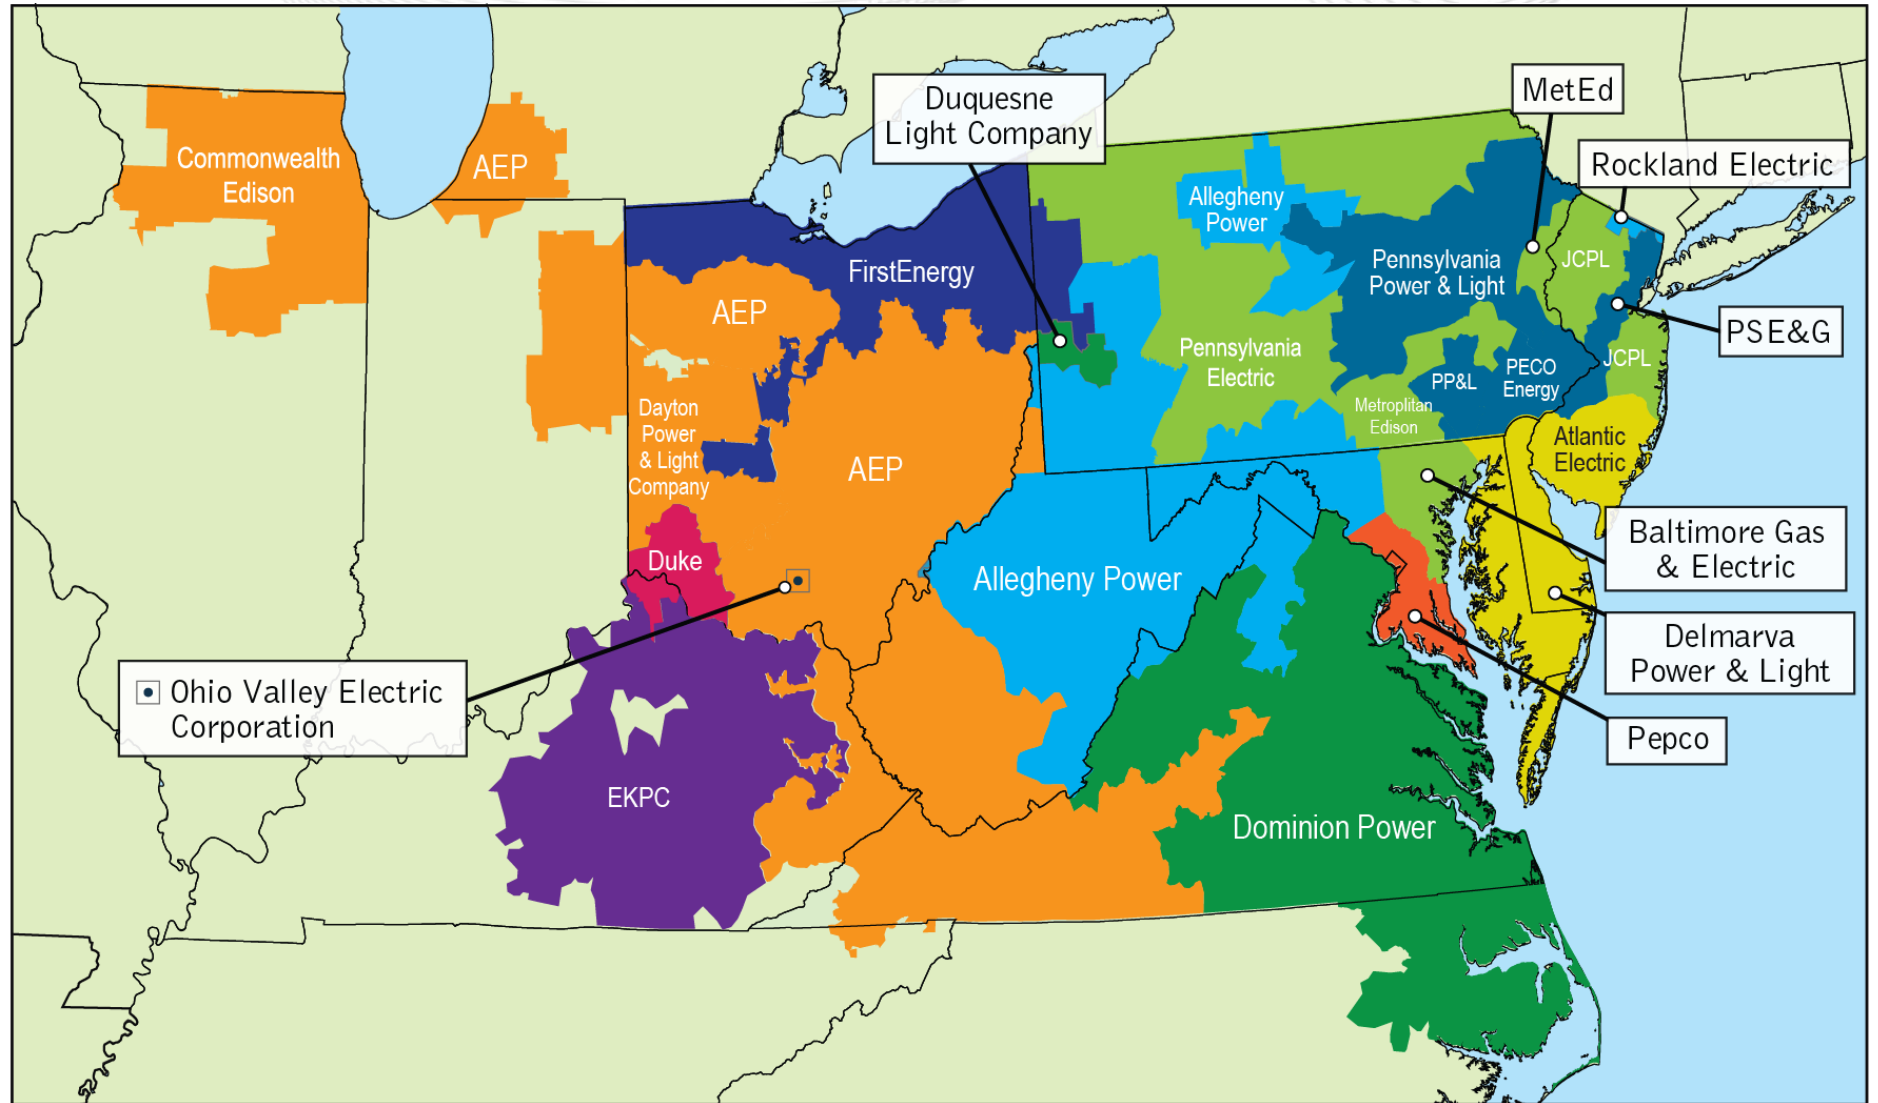 MetEd
Duquesne
Light Company
Rockland Electric
Commonwealth
Edison
AEP
Allegheny
Power
FirstEnergy
Pennsylvania
Power & Light
JCPL
AEP
PSE&G
Pennsylvania
Electric
JCPL
PP&L
PECO
Energy
Metroplitan
Edison
Dayton
Power
& Light
Company
AEP
Atlantic
Electric
Baltimore Gas
& Electric
Duke
Allegheny Power
Delmarva
Power & Light
Ohio Valley Electric
Corporation
Pepco
EKPC
Dominion Power